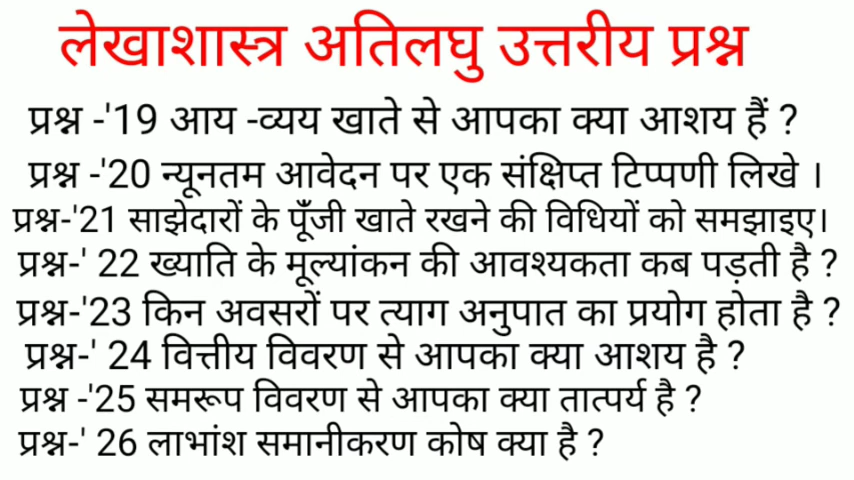 लेखाशास्त्र अतिलघु उत्तरीय प्रश्न
प्रश्न -'19 आय -व्यय खाते से आपका क्या आशय हैं ?
प्रश्न -'20 न्यूनतम आवेदन पर एक संक्षिप्त टिप्पणी लिखे ।
प्रश्न-'21 साझेदारों के पूँजी खाते रखने की विधियों को समझाइए।
प्रश्न-' 22 ख्याति के मूल्यांकन की आवश्यकता कब पड़ती है ?
प्रश्न-'23 किन अवसरों पर त्याग अनुपात का प्रयोग होता है ?
प्रश्न-' 24 वित्तीय विवरण से आपका क्या आशय है ?
प्रश्न -'25 समरूप विवरण से आपका क्या तात्पर्य है ?
प्रश्न-' 26 लाभांश समानीकरण कोष क्या है ?